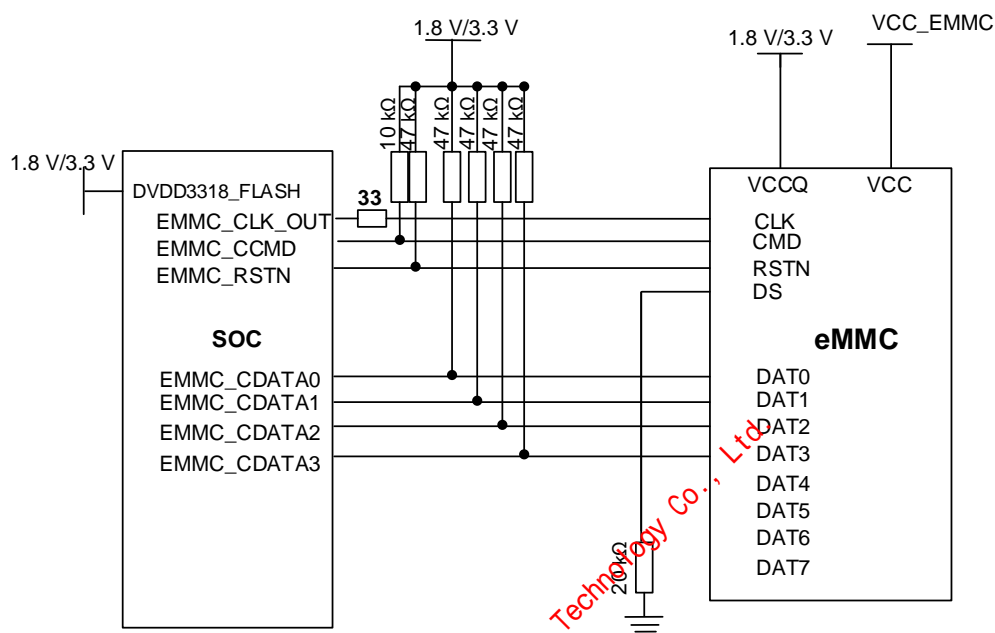 1.8 V/3.3 V
VCC_EMMC
1.8 V/3.3 V
10 kΩ
47 kΩ
47 kΩ
47 kΩ
47 kΩ
47 kΩ
1.8 V/3.3 V
DVDD3318_FLASH
33
EMMC_CLK_OUT
EMMC_CCMD
EMMC_RSTN
SOC
EMMC_CDATA0
EMMC_CDATA1
EMMC_CDATA2
EMMC_CDATA3
VCCQ
VCC
CLK
CMD
RSTN
DS
eMMC
DAT0
DAT1
DAT2
DAT3
DAT4
DAT5
DAT6
DAT7
20 kΩ
Technology Co., Ltd.